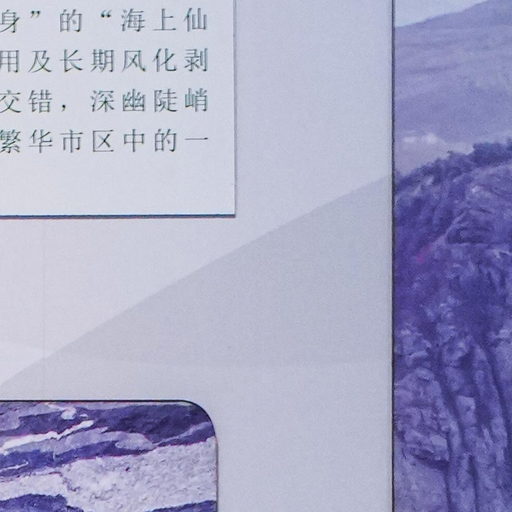 身”的“海上仙
用及长期风化剥
交错，深幽陡峭
繁华市区中的一